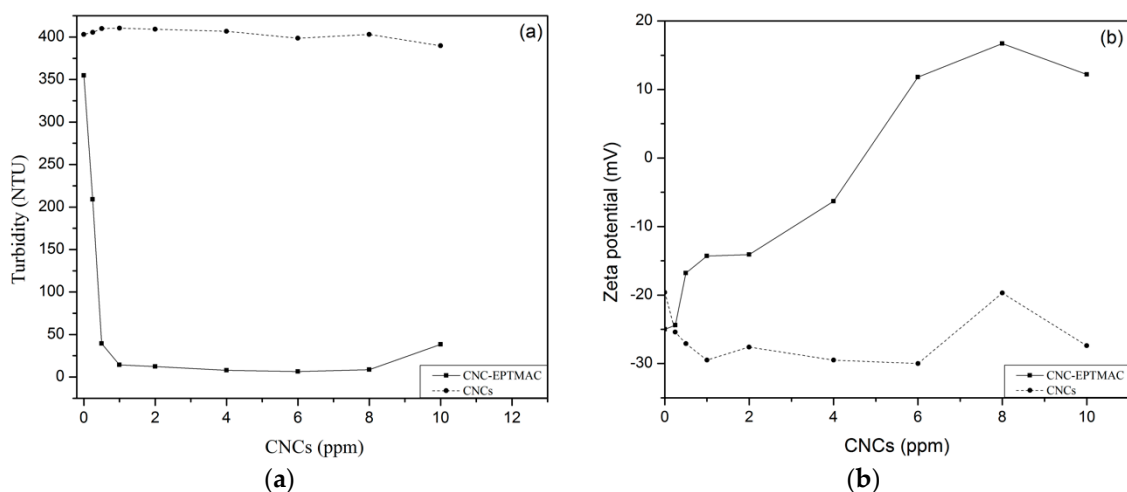 (a)
400
350
300
250
200
150
100
50
0
Turbidity (NTU)
0 2 4 6 8 10 12
CNCs (ppm)
CNC-EPTMAC
CNCs
(a)
(b)
20
10
0
-10
-20
-30
Zeta potential (mV)
0 2 4 6 8 10
CNCs (ppm)
CNC-EPTMAC
CNCs
(b)